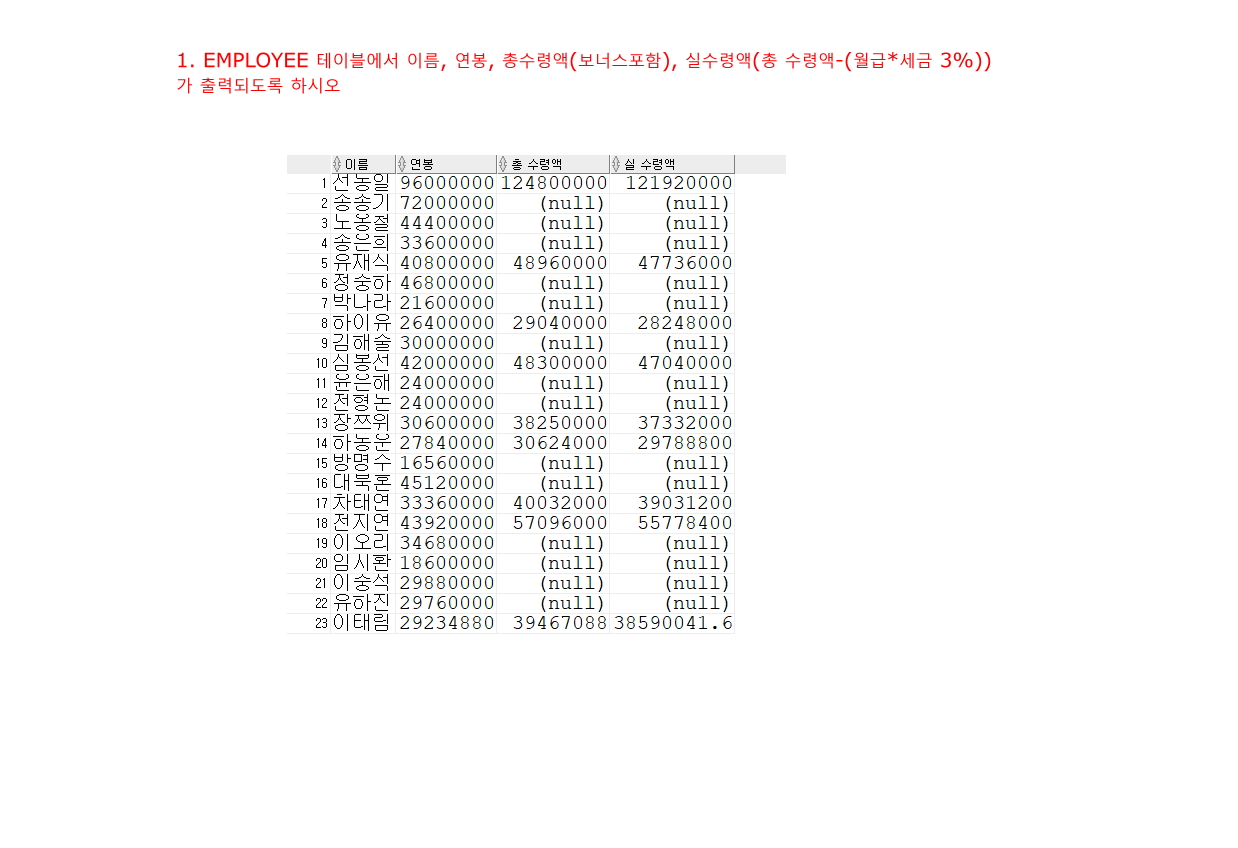 1. EMPLOYEE 테이블에서 이름, 연봉, 총수령액(보너스포함), 실수령액(총 수령액-(월급*세금 3%))
가 출력되도록 하시오
이름 연봉 총 수령액 실 수령액
1 선동일 96000000 124800000 121920000
2 송송기 72000000 (null) (null)
3 노옹철 44400000 (null) (null)
4 송은희 33600000 (null) (null)
5 유재식 40800000 48960000 47736000
6 정중하 46800000 (null) (null)
7 박나라 21600000 (null) (null)
8 하이유 26400000 29040000 28248000
9 김해술 30000000 (null) (null)
10 심봉선 42000000 48300000 47040000
11 윤은해 24000000 (null) (null)
12 전형돈 24000000 (null) (null)
13 장쯔위 30600000 38250000 37332000
14 하동운 27840000 30624000 29788800
15 방명수 16560000 (null) (null)
16 대북혼 45120000 (null) (null)
17 차태연 33360000 40032000 39031200
18 전지연 43920000 57096000 55778400
19 이오리 34680000 (null) (null)
20 임시환 18600000 (null) (null)
21 이중석 29880000 (null) (null)
22 유하진 29760000 (null) (null)
23 이태림 29234880 39467088 38590041.6